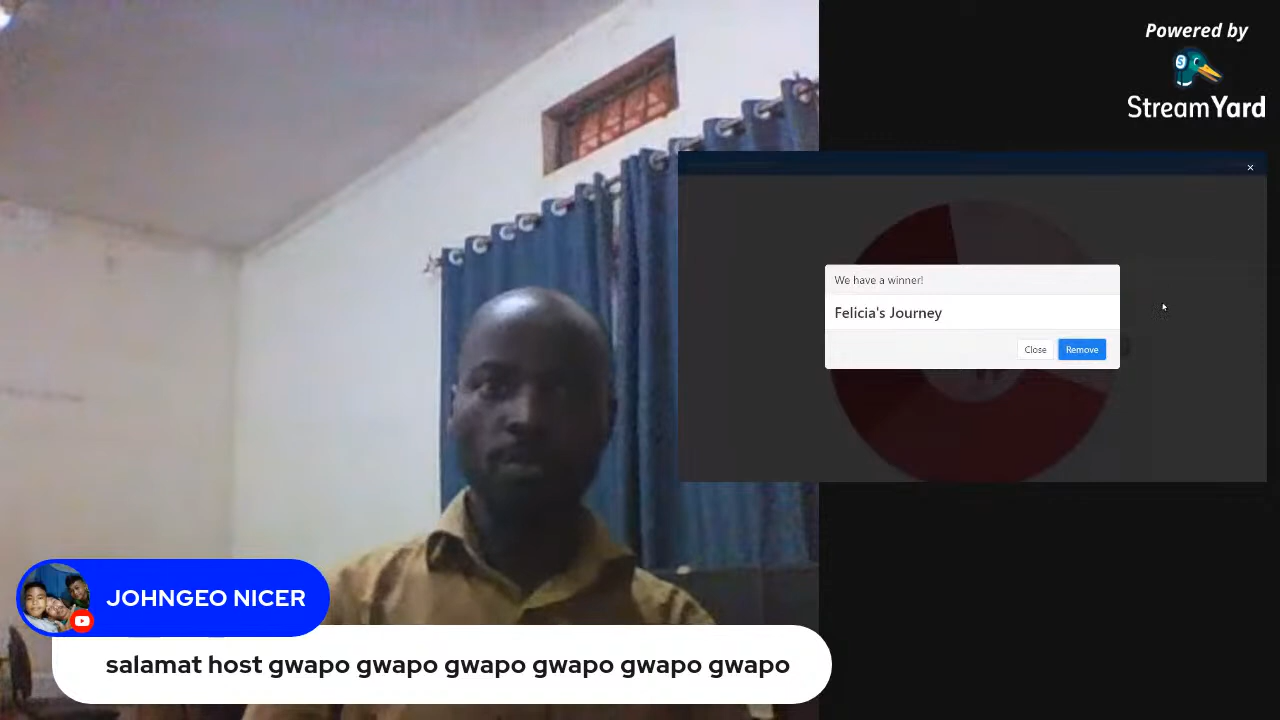 Powered by
StreamYard
We have a winner!
Felicia's Journey
Close
Remove
JOHNGEO NICER
salamat host gwapo gwapo gwapo gwapo gwapo gwapo